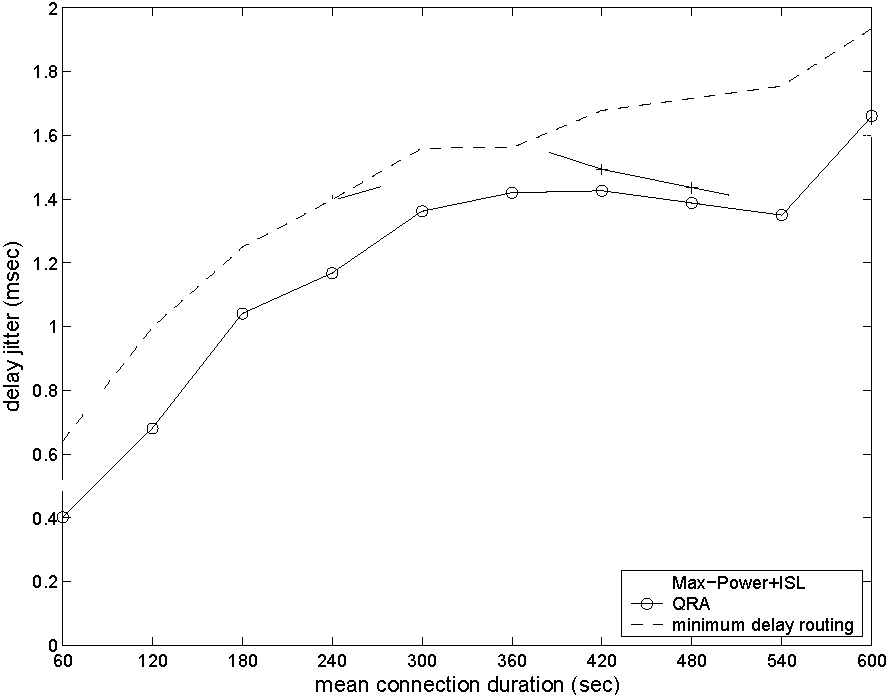 2
1.8
1.6
1.4
1.2
1
0.8
0.6
0.4
0.2
0
delay jitter (msec)
60 120 180 240 300 360 420 480 540 600
mean connection duration (sec)
Max-Power+ISL
QRA
minimum delay routing